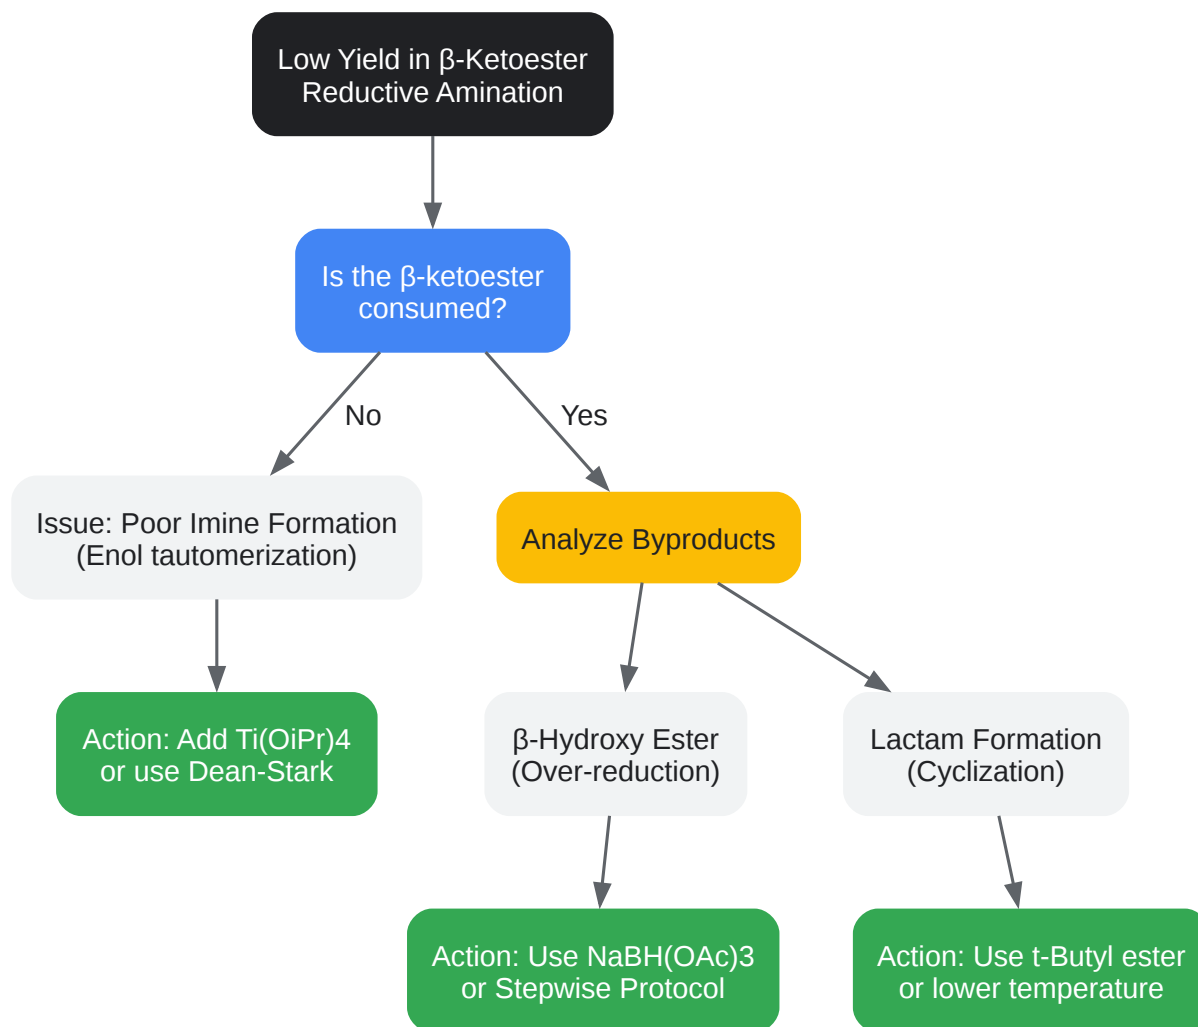 Low Yield in β-Ketoester
Reductive Amination
Is the β-ketoester
consumed?
No
Yes
Issue: Poor Imine Formation
(Enol tautomerization)
Analyze Byproducts
Action: Add Ti(OiPr)4
or use Dean-Stark
β-Hydroxy Ester
(Over-reduction)
Lactam Formation
(Cyclization)
Action: Use NaBH(OAc)3
or Stepwise Protocol
Action: Use t-Butyl ester
or lower temperature